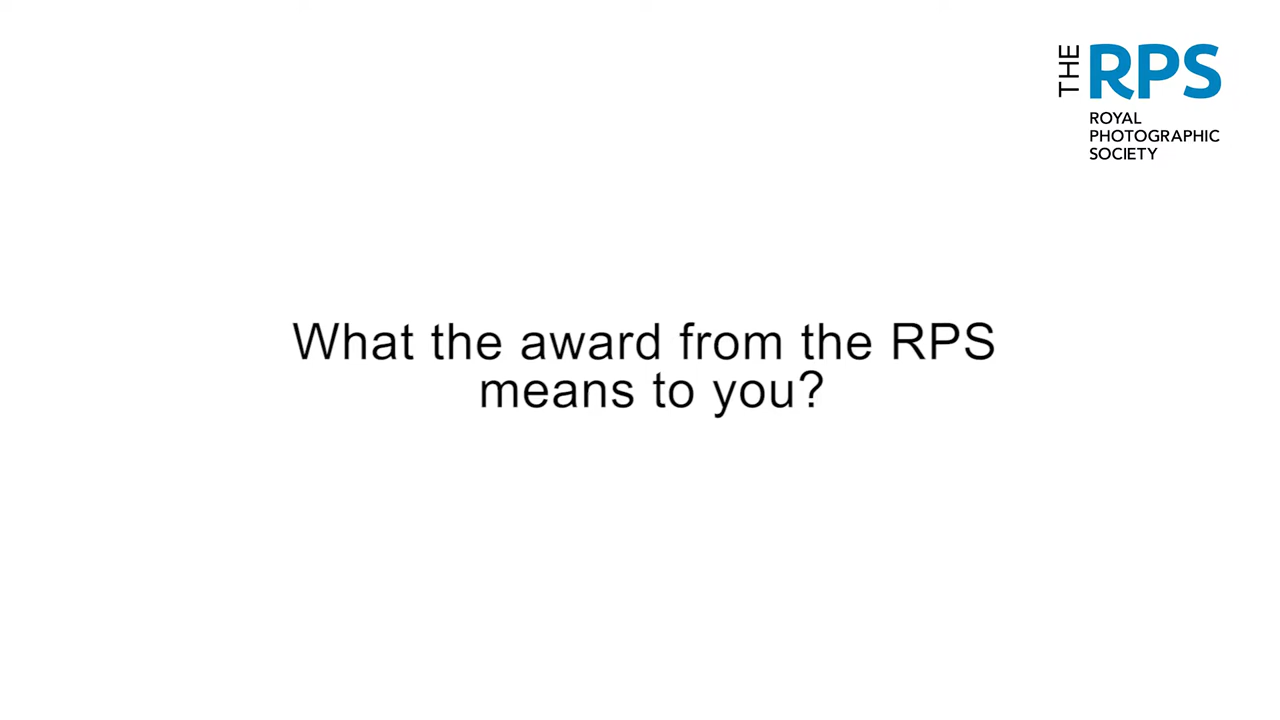 THE RPS
ROYAL
PHOTOGRAPHIC
SOCIETY
What the award from the RPS
means to you?